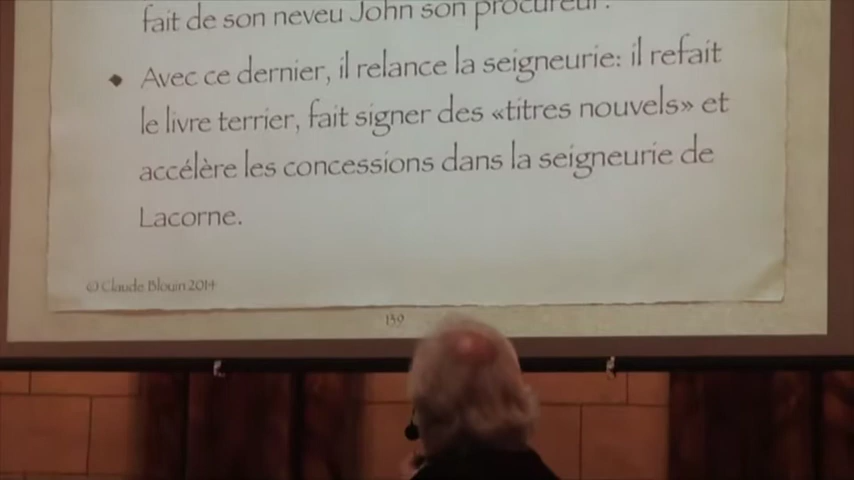 fait de son neveu John son procureur.
Avec ce dernier, il relance la seigneurie: il refait
le livre terrier, fait signer des «titres nouvels» et
accélère les concessions dans la seigneurie de
Lacorne.
© Claude Blouin 2014
139